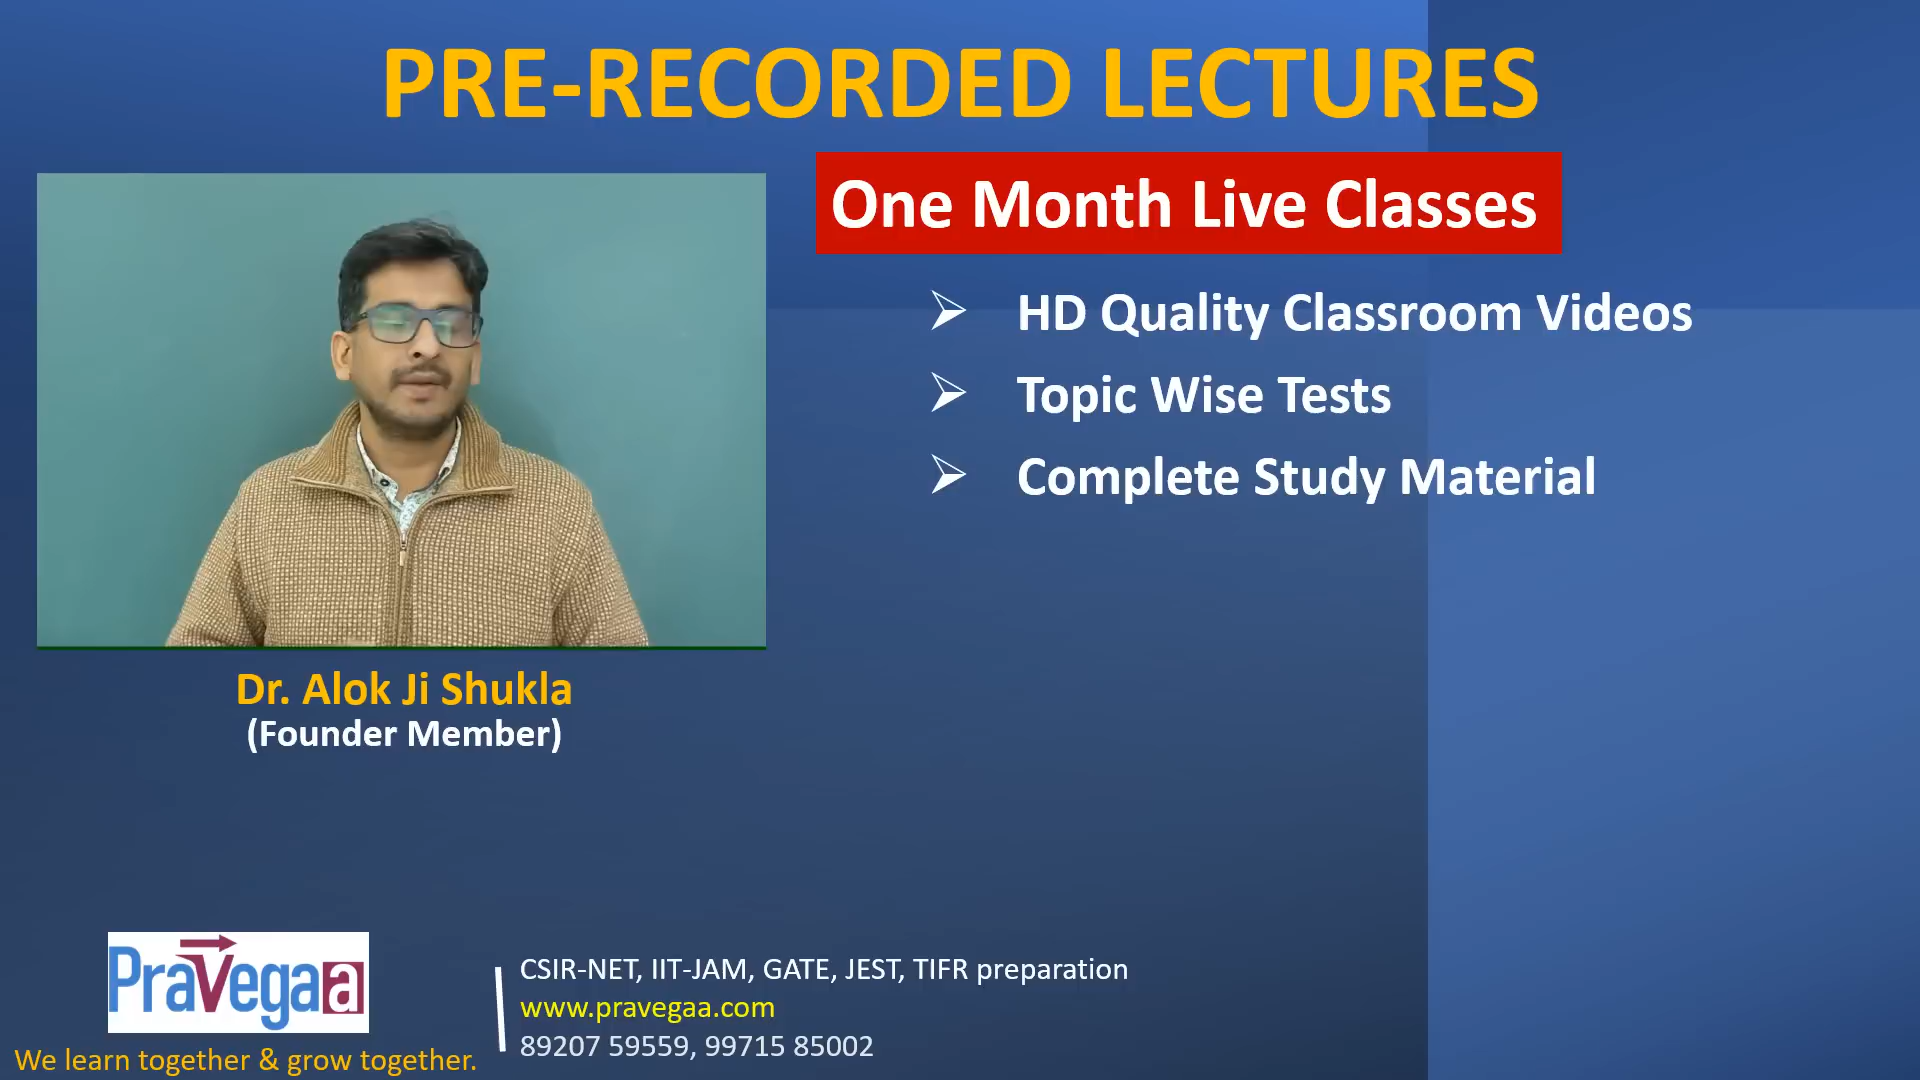 PRE-RECORDED LECTURES
One Month Live Classes
HD Quality Classroom Videos
Topic Wise Tests
Complete Study Material
Dr. Alok Ji Shukla
(Founder Member)
PraVegaa
We learn together & grow together.
CSIR-NET, IIT-JAM, GATE, JEST, TIFR preparation
www.pravegaa.com
89207 59559, 99715 85002